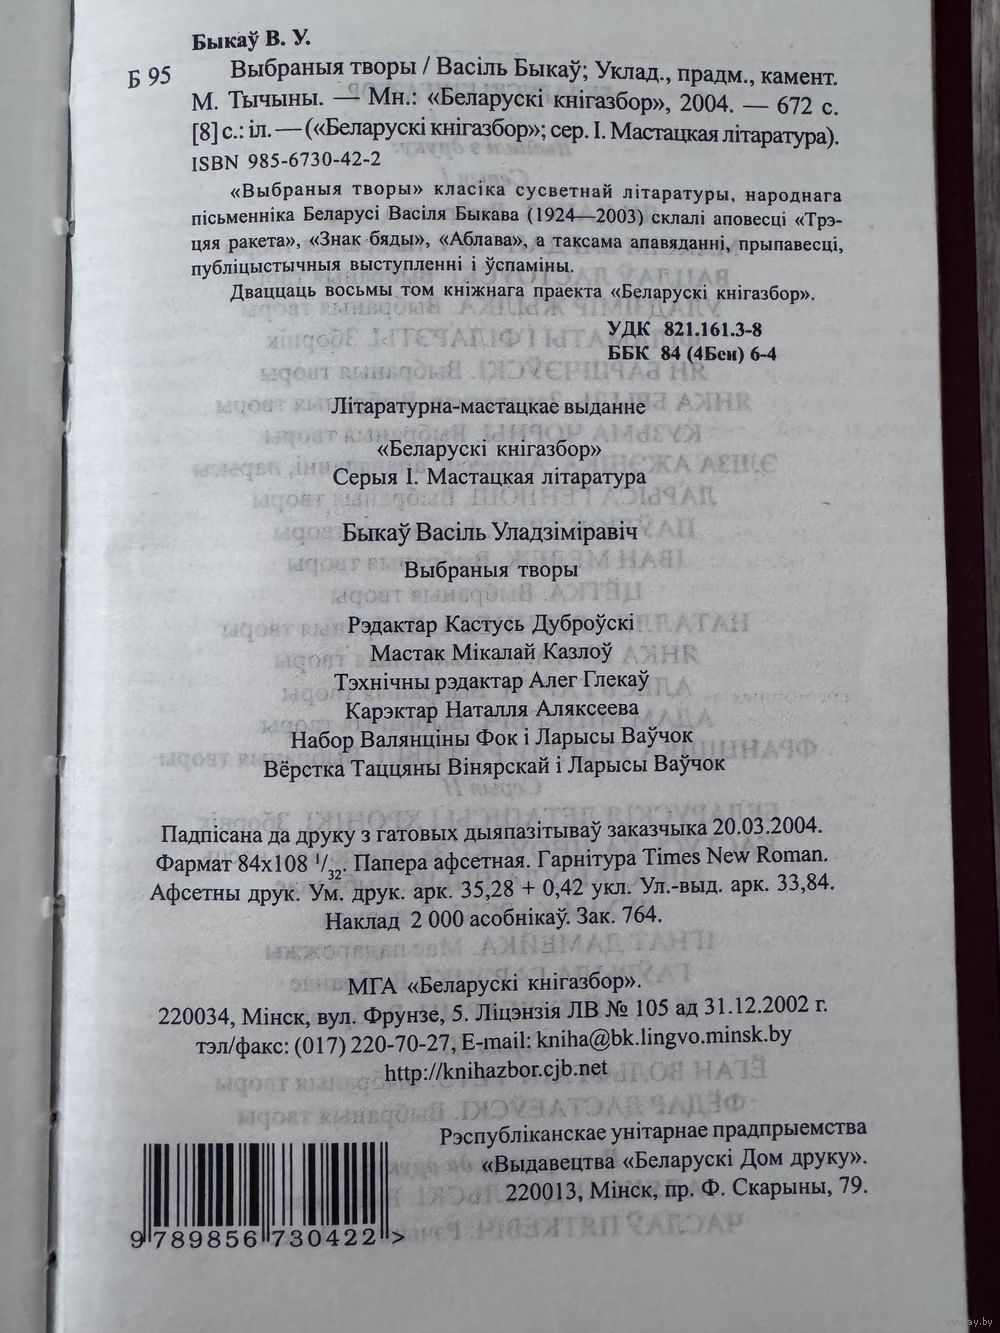 Быкаў В. У.
Б 95
Выбраныя творы / Васіль Быкаў; Уклад., прадм., камент.
М. Тычыны. — Мн.: «Беларускі кнігазбор», 2004. — 672 с.
[8] с.: іл. — («Беларускі кнігазбор»; сер. І. Мастацкая літаратура).
ISBN 985-6730-42-2
«Выбраныя творы» класіка сусветнай літаратуры, народнага
пісьменніка Беларусі Васіля Быкава (1924—2003) склалі аповесці «Трэ-
цяя ракета», «Знак бяды», «Аблава», а таксама апавяданні, прыпавесці,
публіцыстычныя выступленні і ўспаміны.
Дваццаць восьмы том кніжнага праекта «Беларускі кнігазбор».
УДК 821.161.3-8
ББК 84 (4Беи) 6-4
Літаратурна-мастацкае выданне
«Беларускі кнігазбор»
Серыя І. Мастацкая літаратура
Быкаў Васіль Уладзіміравіч
Выбраныя творы
Рэдактар Кастусь Дуброўскі
Мастак Мікалай Казлоў
Тэхнічны рэдактар Алег Глекаў
Карэктар Наталля Аляксеева
Набор Валянціны Фок і Ларысы Ваўчок
Вёрстка Таццяны Вінярскай і Ларысы Ваўчок
Падпісана да друку з гатовых дыяпазітываў заказчыка 20.03.2004.
Фармат 84х108 1/32. Папера афсетная. Гарнітура Times New Roman.
Афсетны друк. Ум. друк. арк. 35,28 + 0,42 укл. Ул.-выд. арк. 33,84.
Наклад 2 000 асобнікаў. Зак. 764.
МГА «Беларускі кнігазбор».
220034, Мінск, вул. Фрунзе, 5. Ліцэнзія ЛВ № 105 ад 31.12.2002 г.
тэл/факс: (017) 220-70-27, E-mail: kniha@bk.lingvo.minsk.by
http://knihazbor.cjb.net
Рэспубліканскае унітарнае прадпрыемства
«Выдавецтва «Беларускі Дом друку».
220013, Мінск, пр. Ф. Скарыны, 79.
9 789856 730422 >
www.ay.by